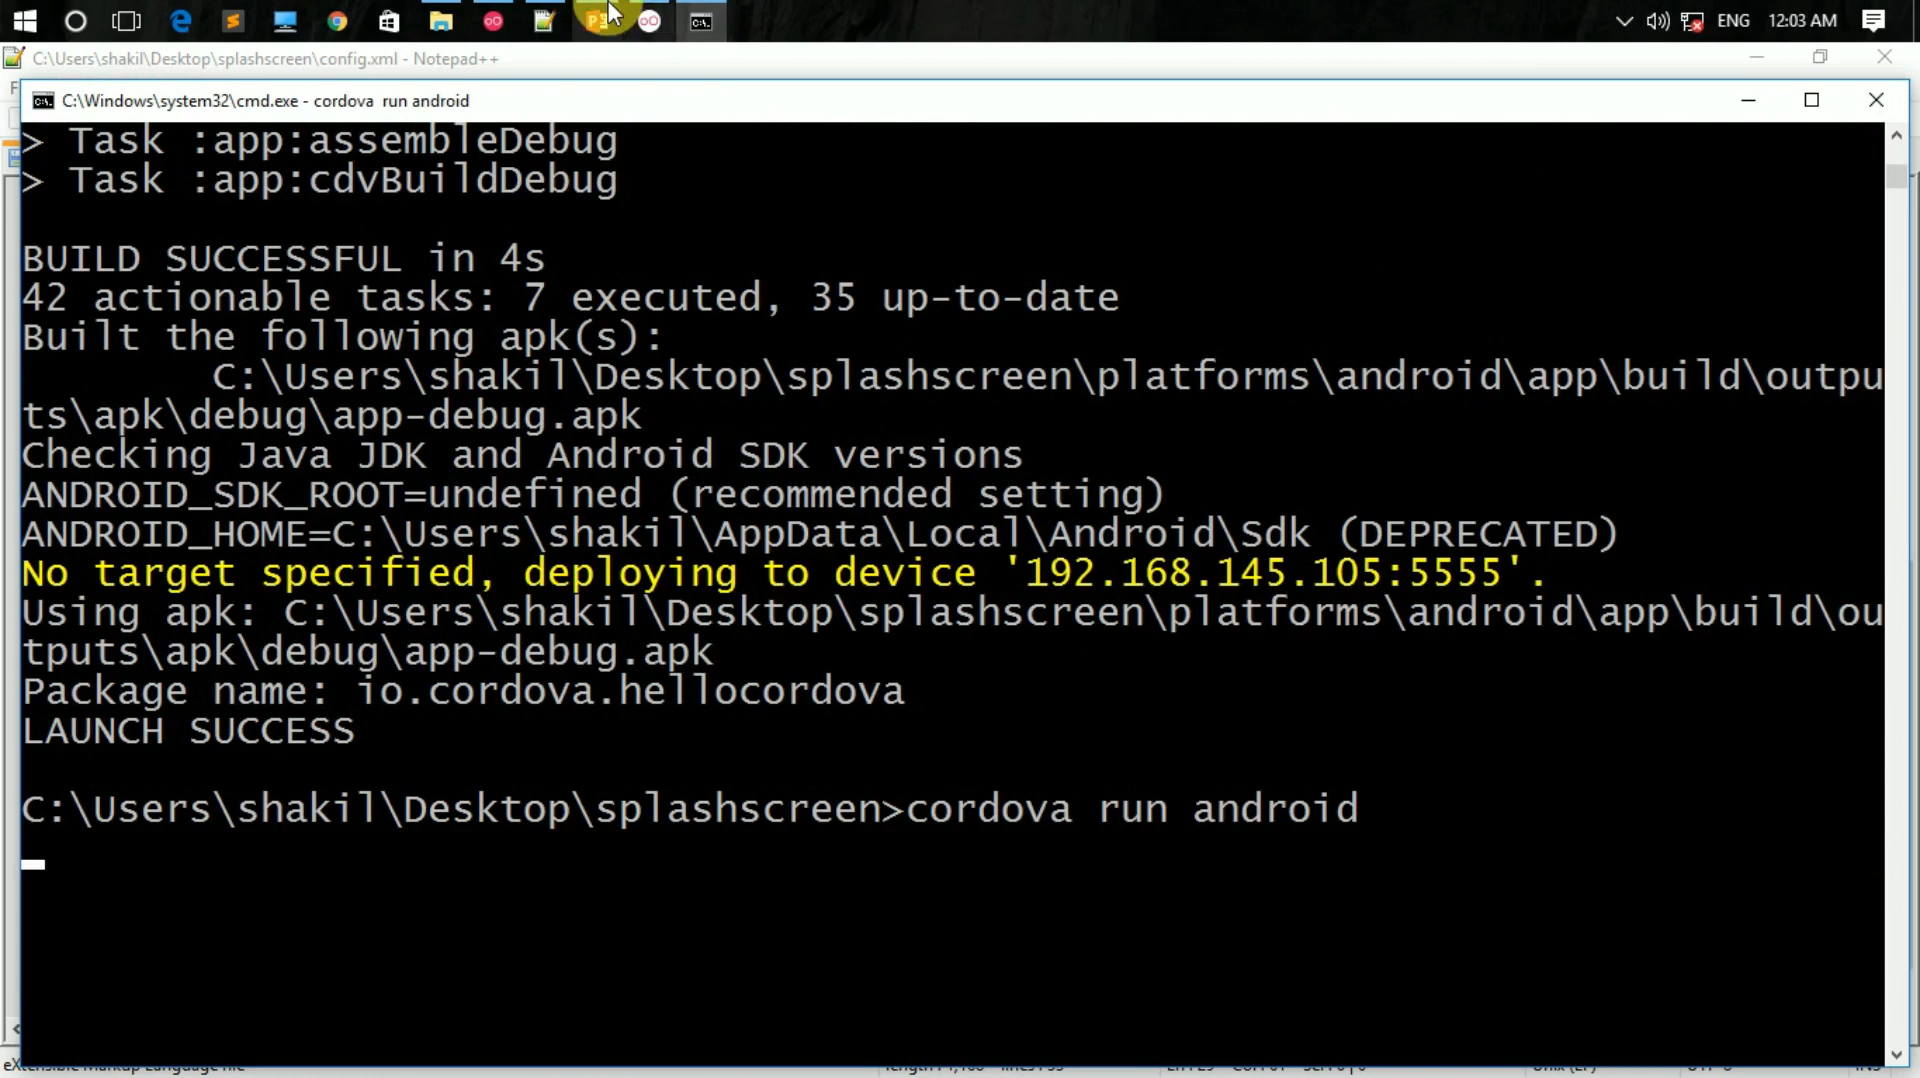 ENG 12:03 AM
C:\Users\shakil\Desktop\splashscreen\config.xml - Notepad++
C:\Windows\system32\cmd.exe - cordova  run android
> Task :app:assembleDebug
> Task :app:cdvBuildDebug
BUILD SUCCESSFUL in 4s
42 actionable tasks: 7 executed, 35 up-to-date
Built the following apk(s):
C:\Users\shakil\Desktop\splashscreen\platforms\android\app\build\outpu
ts\apk\debug\app-debug.apk
Checking Java JDK and Android SDK versions
ANDROID_SDK_ROOT=undefined (recommended setting)
ANDROID_HOME=C:\Users\shakil\AppData\Local\Android\Sdk (DEPRECATED)
No target specified, deploying to device '192.168.145.105:5555'.
Using apk: C:\Users\shakil\Desktop\splashscreen\platforms\android\app\build\ou
tputs\apk\debug\app-debug.apk
Package name: io.cordova.hellocordova
LAUNCH SUCCESS
C:\Users\shakil\Desktop\splashscreen>cordova run android